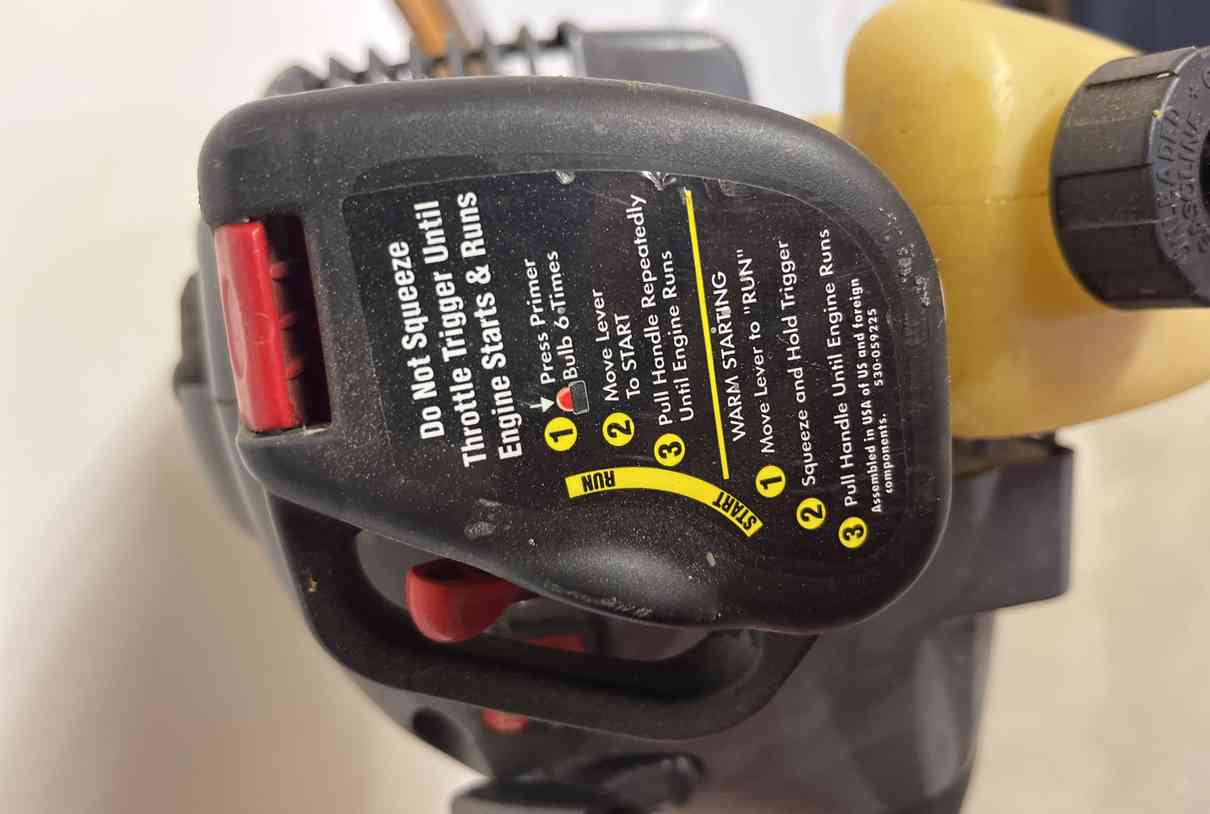 Do Not Squeeze
Throttle Trigger Until
Engine Starts & Runs
1 Press Primer
Bulb 6 Times
2 Move Lever
To START
3 Pull Handle Repeatedly
Until Engine Runs
RUN
START
WARM STARTING
1 Move Lever to "RUN"
2 Squeeze and Hold Trigger
3 Pull Handle Until Engine Runs
Assembled in USA of US and foreign
components. 530-059225
GASOLINE